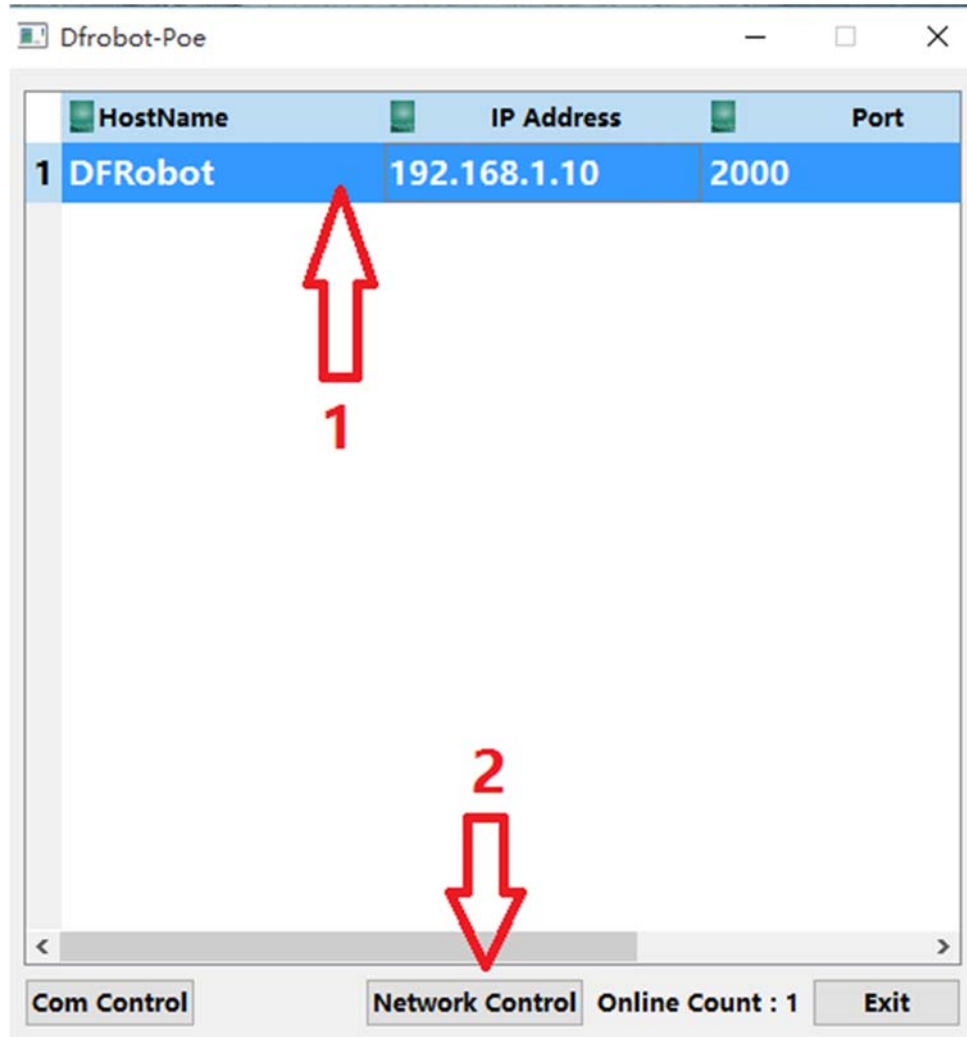 Dfrobot-Poe
HostName IP Address Port
1 DFRobot 192.168.1.10 2000
1
2
Com Control Network Control Online Count : 1 Exit